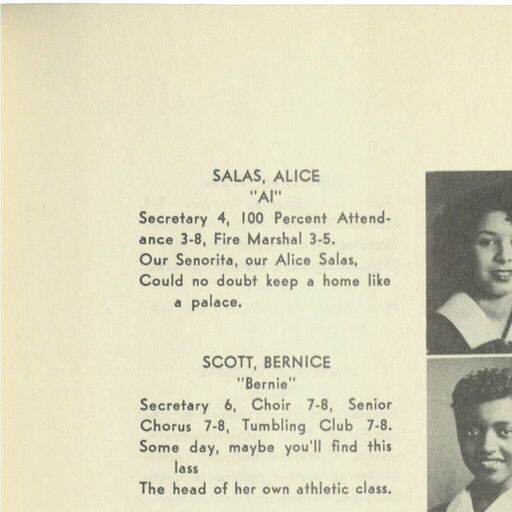 SALAS, ALICE
"Al"
Secretary 4, 100 Percent Attend-
ance 3-8, Fire Marshal 3-5.
Our Senorita, our Alice Salas,
Could no doubt keep a home like
a palace.
SCOTT, BERNICE
"Bernie"
Secretary 6, Choir 7-8, Senior
Chorus 7-8, Tumbling Club 7-8.
Some day, maybe you'll find this
lass
The head of her own athletic class.